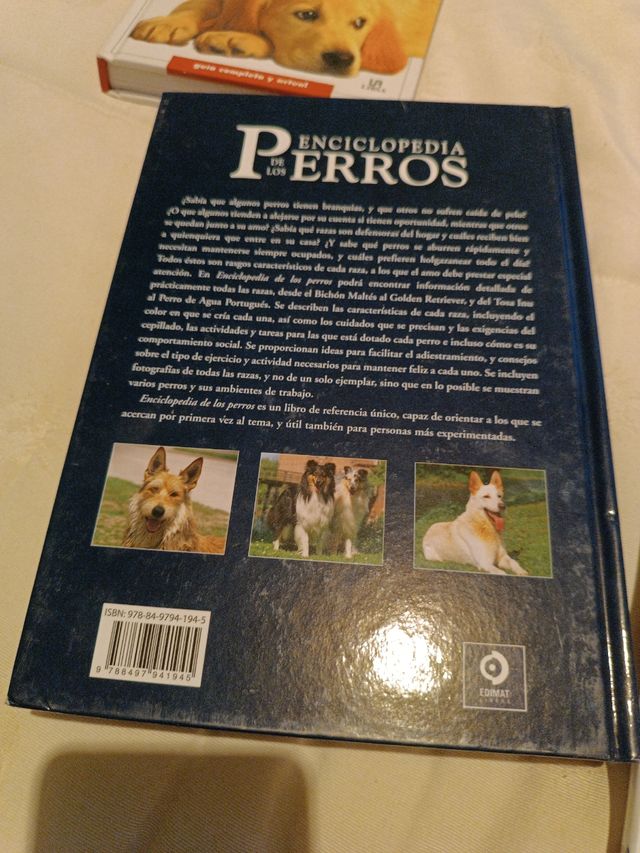 guía completa y actual
LIBSA
ENCICLOPEDIA
DE LOS PERROS
¿Sabía que algunos perros tienen branquias, y que otros no sufren caída de pelo?
¿O que algunos tienden a alejarse por su cuenta si tienen oportunidad, mientras que otros
se quedan junto a su amo? ¿Sabía qué razas son defensoras del hogar y cuáles reciben bien
a quienquiera que entre en su casa? ¿Y sabe qué perros se aburren rápidamente y
necesitan mantenerse siempre ocupados, y cuáles prefieren holgazanear todo el día?
Todos éstos son rasgos característicos de cada raza, a los que el amo debe prestar especial
atención. En Enciclopedia de los perros podrá encontrar información detallada de
prácticamente todas las razas, desde el Bichón Maltés al Golden Retriever, y del Tosa Inu
al Perro de Agua Portugués. Se describen las características de cada raza, incluyendo el
color en que se cría cada una, así como los cuidados que se precisan y las exigencias del
cepillado, las actividades y tareas para las que está dotado cada perro e incluso cómo es su
comportamiento social. Se proporcionan ideas para facilitar el adiestramiento, y consejos
sobre el tipo de ejercicio y actividad necesarios para mantener feliz a cada uno. Se incluyen
fotografías de todas las razas, y no de un solo ejemplar, sino que en lo posible se muestran
varios perros y sus ambientes de trabajo.
Enciclopedia de los perros es un libro de referencia único, capaz de orientar a los que se
acercan por primera vez al tema, y útil también para personas más experimentadas.
ISBN: 978-84-9794-194-5
9 788497 941945
EDIMAT
LIBROS